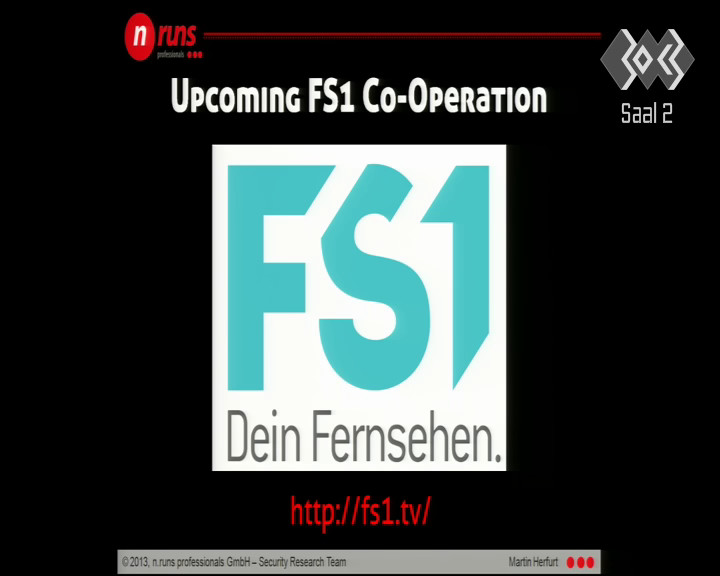 n runs
professionals
Saal 2
Upcoming FS1 Co-Operation
FS1
Dein Fernsehen.
http://fs1.tv/
©2013, n.runs professionals GmbH – Security Research Team
Martin Herfurt